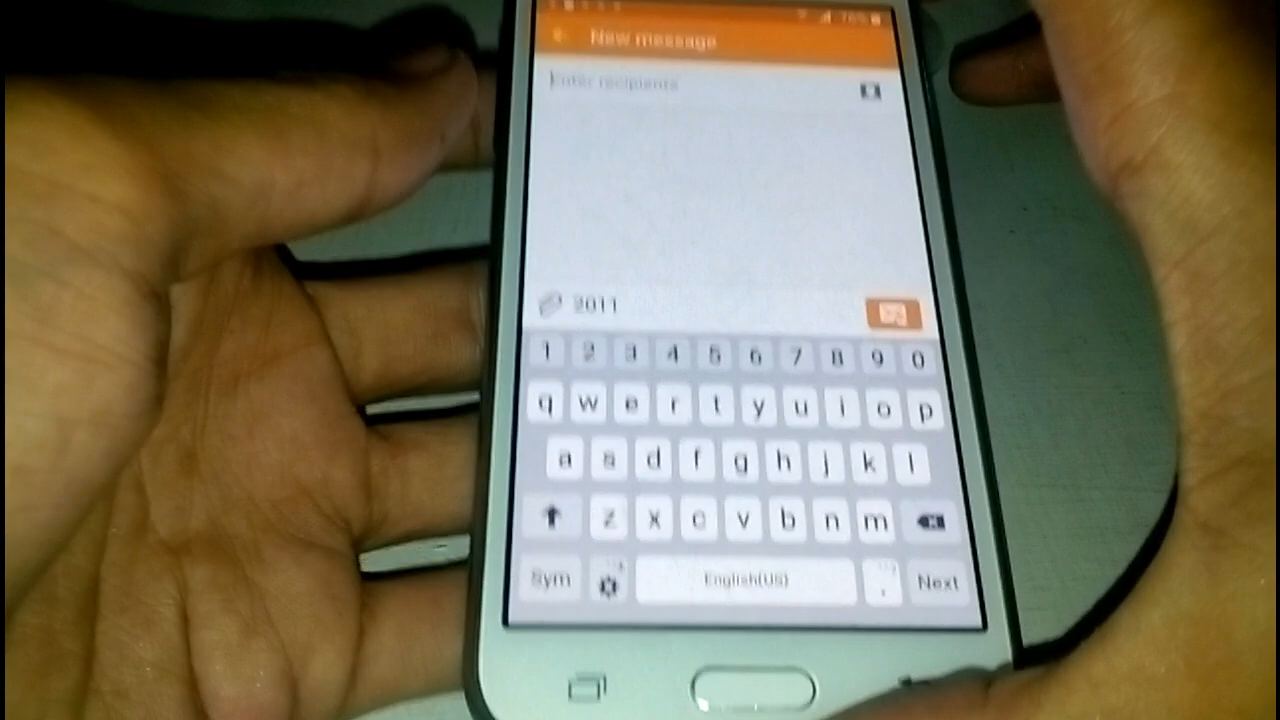 76%
New message
Enter recipients
2011
1 2 3 4 5 6 7 8 9 0
q w e r t y u i o p
a s d f g h j k l
z x c v b n m
Sym English(US) . Next